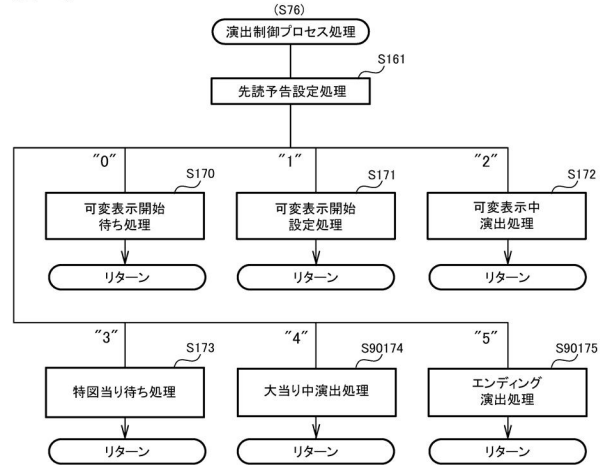 (S76)
演出制御プロセス処理
S161
先読予告設定処理
"0"
"1"
"2"
S170
S171
S172
可変表示開始
待ち処理
可変表示開始
設定処理
可変表示中
演出処理
リターン
リターン
リターン
"3"
"4"
"5"
S173
S90174
S90175
特図当り待ち処理
大当り中演出処理
エンディング
演出処理
リターン
リターン
リターン